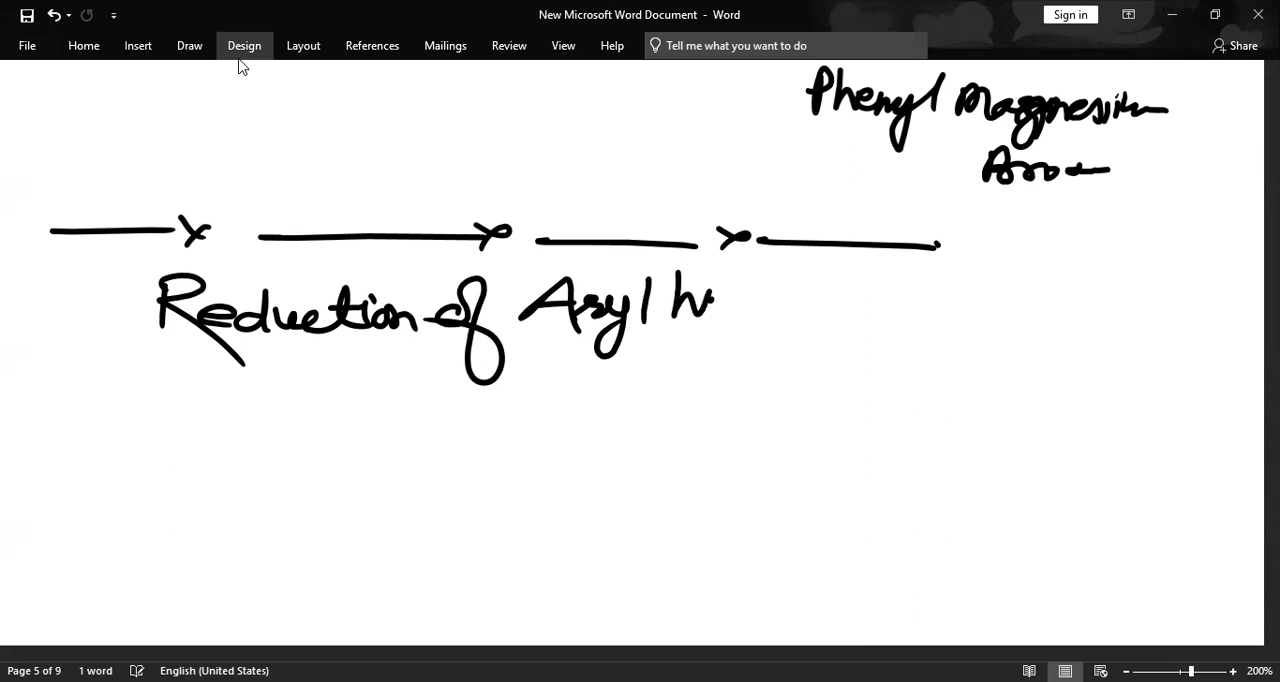 New Microsoft Word Document - Word
Sign in
File Home Insert Draw Design Layout References Mailings Review View Help Tell me what you want to do Share
Phenyl
Reduction of
Page 5 of 9 1 word English (United States) 200%